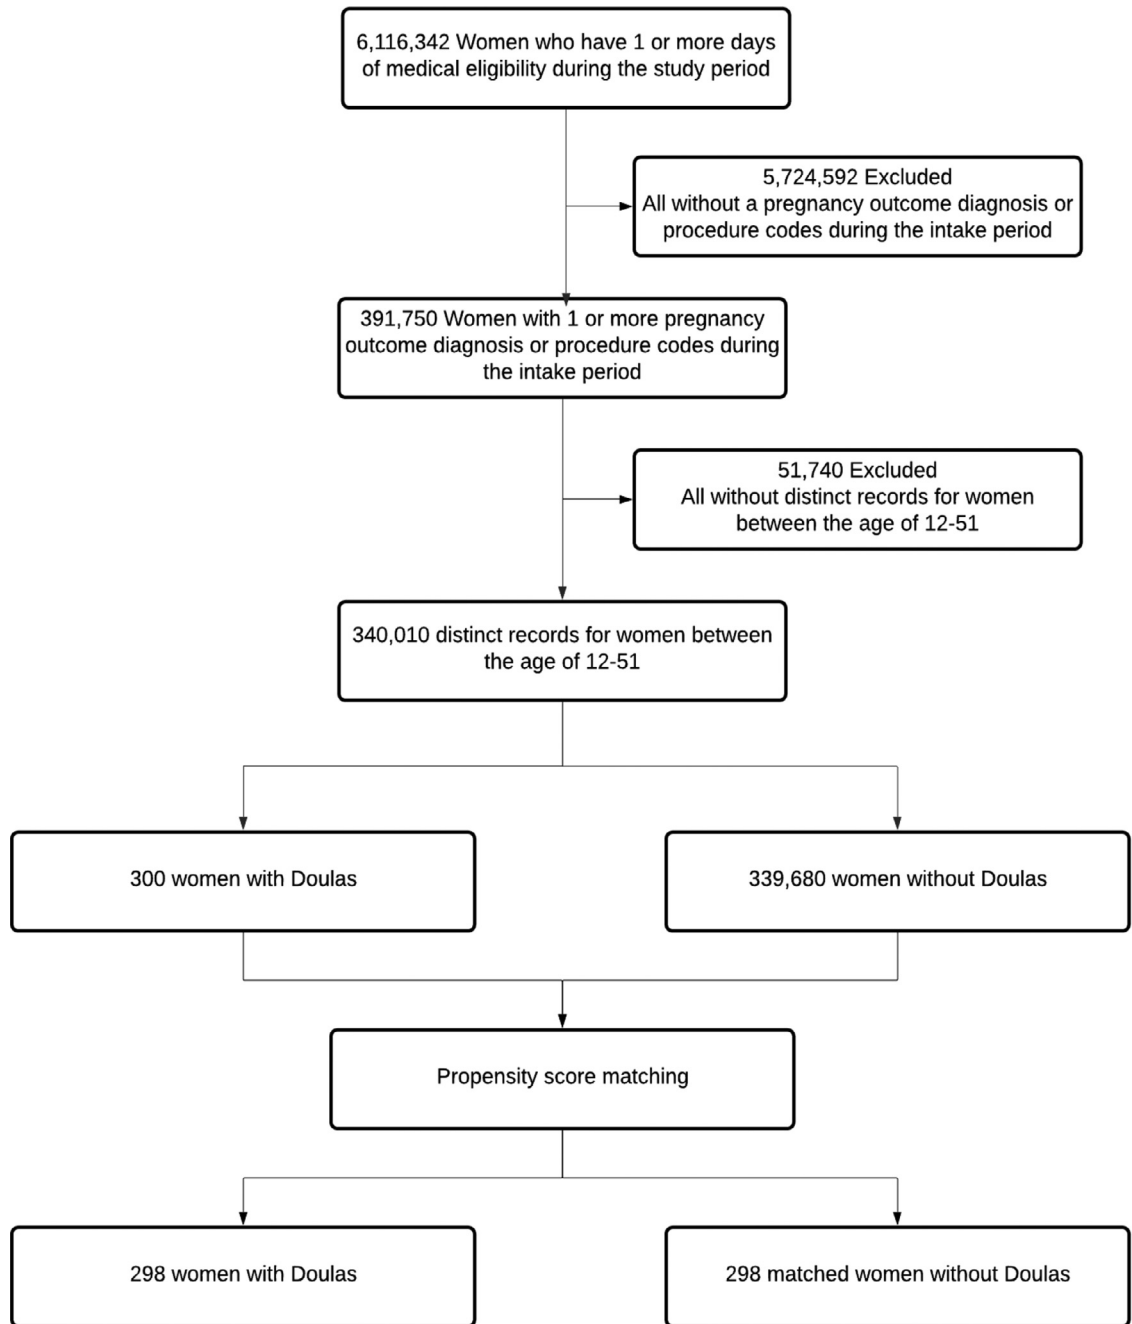 6,116,342 Women who have 1 or more days
of medical eligibility during the study period
5,724,592 Excluded
All without a pregnancy outcome diagnosis or
procedure codes during the intake period
391,750 Women with 1 or more pregnancy
outcome diagnosis or procedure codes during
the intake period
51,740 Excluded
All without distinct records for women
between the age of 12-51
340,010 distinct records for women between
the age of 12-51
300 women with Doulas
339,680 women without Doulas
Propensity score matching
298 women with Doulas
298 matched women without Doulas